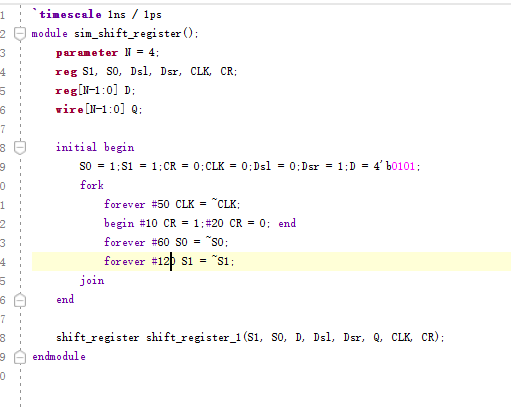 1 `timescale 1ns / 1ps
2 module sim_shift_register();
3 parameter N = 4;
4 reg S1, S0, Dsl, Dsr, CLK, CR;
5 reg[N-1:0] D;
6 wire[N-1:0] Q;
7
8 initial begin
9 S0 = 1;S1 = 1;CR = 0;CLK = 0;Dsl = 0;Dsr = 1;D = 4'b0101;
0 fork
1 forever #50 CLK = ~CLK;
2 begin #10 CR = 1;#20 CR = 0; end
3 forever #60 S0 = ~S0;
4 forever #120 S1 = ~S1;
5 join
6 end
7
8 shift_register shift_register_1(S1, S0, D, Dsl, Dsr, Q, CLK, CR);
9 endmodule
0